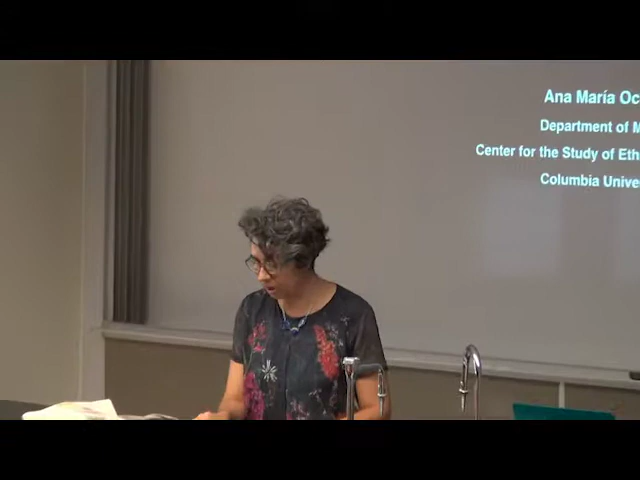 Ana María Oc
Department of M
Center for the Study of Eth
Columbia Unive